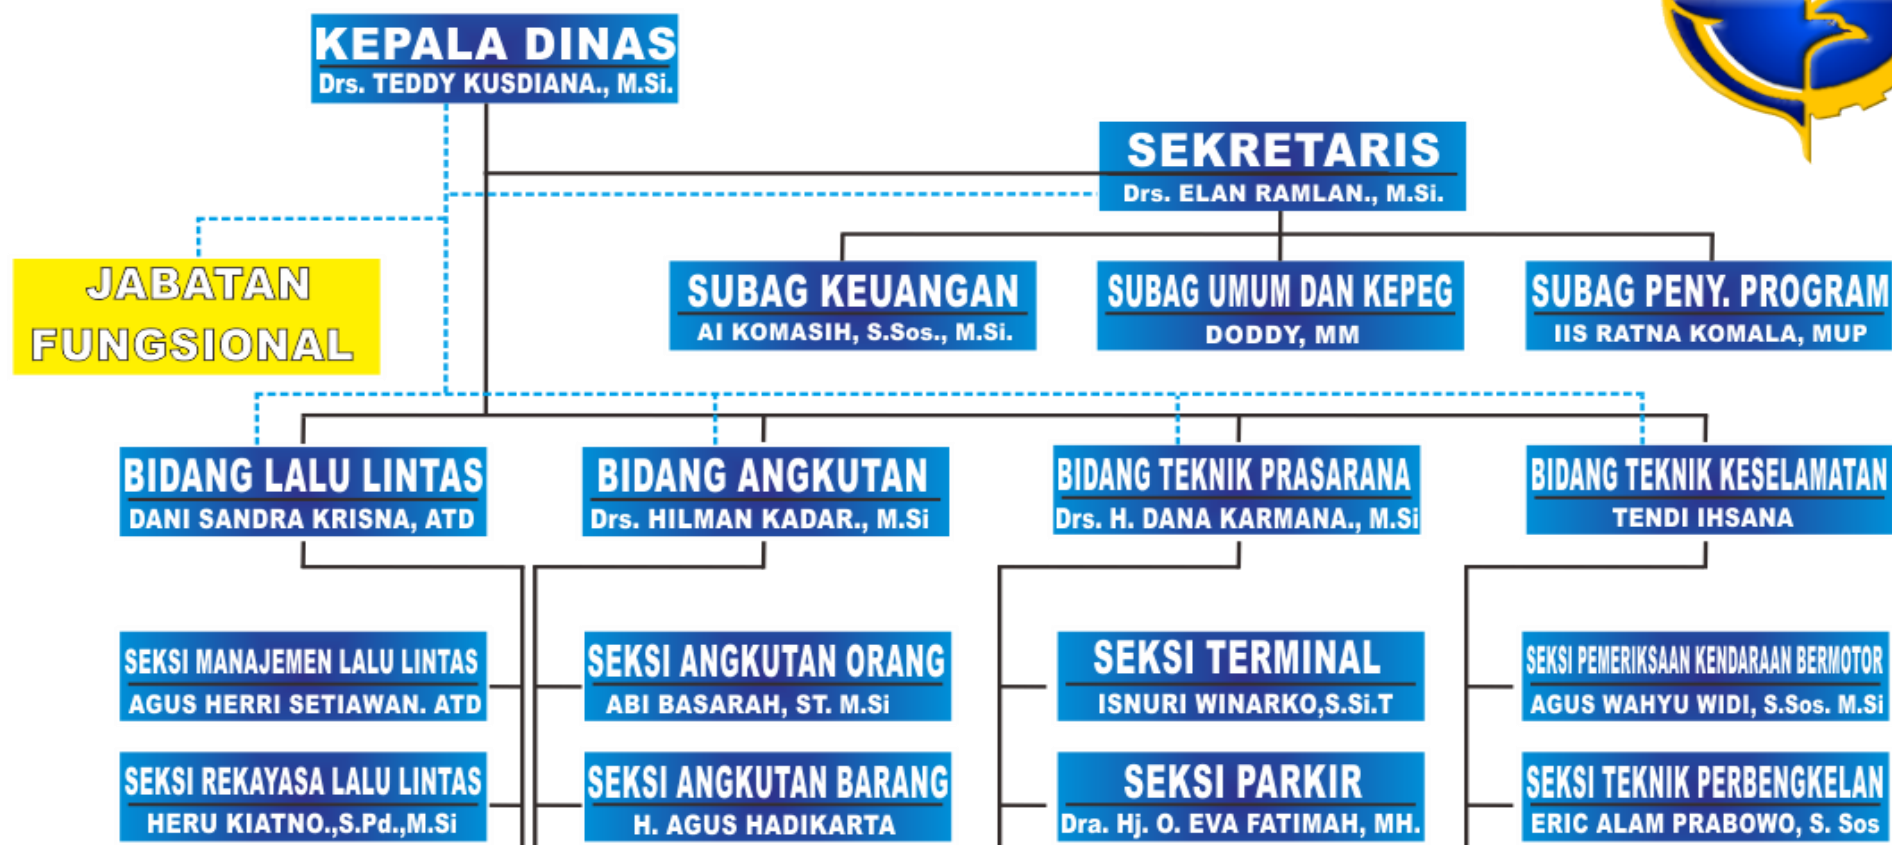 KEPALA DINAS
Drs. TEDDY KUSDIANA., M.Si.
SEKRETARIS
Drs. ELAN RAMLAN., M.Si.
JABATAN
FUNGSIONAL
SUBAG KEUANGAN
AI KOMASIH, S.Sos., M.Si.
SUBAG UMUM DAN KEPEG
DODDY, MM
SUBAG PENY. PROGRAM
IIS RATNA KOMALA, MUP
BIDANG LALU LINTAS
DANI SANDRA KRISNA, ATD
BIDANG ANGKUTAN
Drs. HILMAN KADAR., M.Si
BIDANG TEKNIK PRASARANA
Drs. H. DANA KARMANA., M.Si
BIDANG TEKNIK KESELAMATAN
TENDI IHSANA
SEKSI MANAJEMEN LALU LINTAS
AGUS HERRI SETIAWAN. ATD
SEKSI ANGKUTAN ORANG
ABI BASARAH, ST. M.Si
SEKSI TERMINAL
ISNURI WINARKO,S.Si.T
SEKSI PEMERIKSAAN KENDARAAN BERMOTOR
AGUS WAHYU WIDI, S.Sos. M.Si
SEKSI REKAYASA LALU LINTAS
HERU KIATNO.,S.Pd.,M.Si
SEKSI ANGKUTAN BARANG
H. AGUS HADIKARTA
SEKSI PARKIR
Dra. Hj. O. EVA FATIMAH, MH.
SEKSI TEKNIK PERBENGKELAN
ERIC ALAM PRABOWO, S. Sos